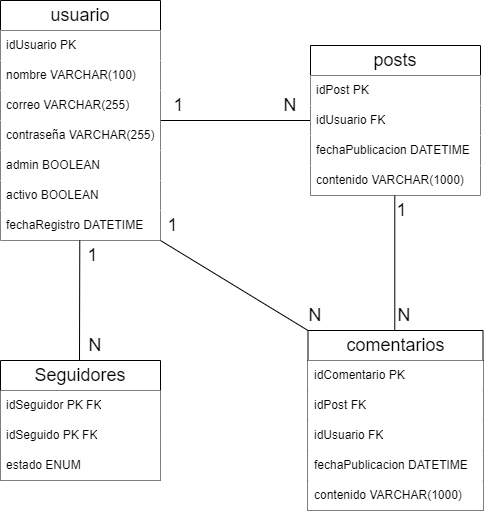 usuario
idUsuario PK
nombre VARCHAR(100)
correo VARCHAR(255)
contraseña VARCHAR(255)
admin BOOLEAN
activo BOOLEAN
fechaRegistro DATETIME
1
N
posts
idPost PK
idUsuario FK
fechaPublicacion DATETIME
contenido VARCHAR(1000)
1
1
1
N
N
N
Seguidores
idSeguidor PK FK
idSeguido PK FK
estado ENUM
comentarios
idComentario PK
idPost FK
idUsuario FK
fechaPublicacion DATETIME
contenido VARCHAR(1000)